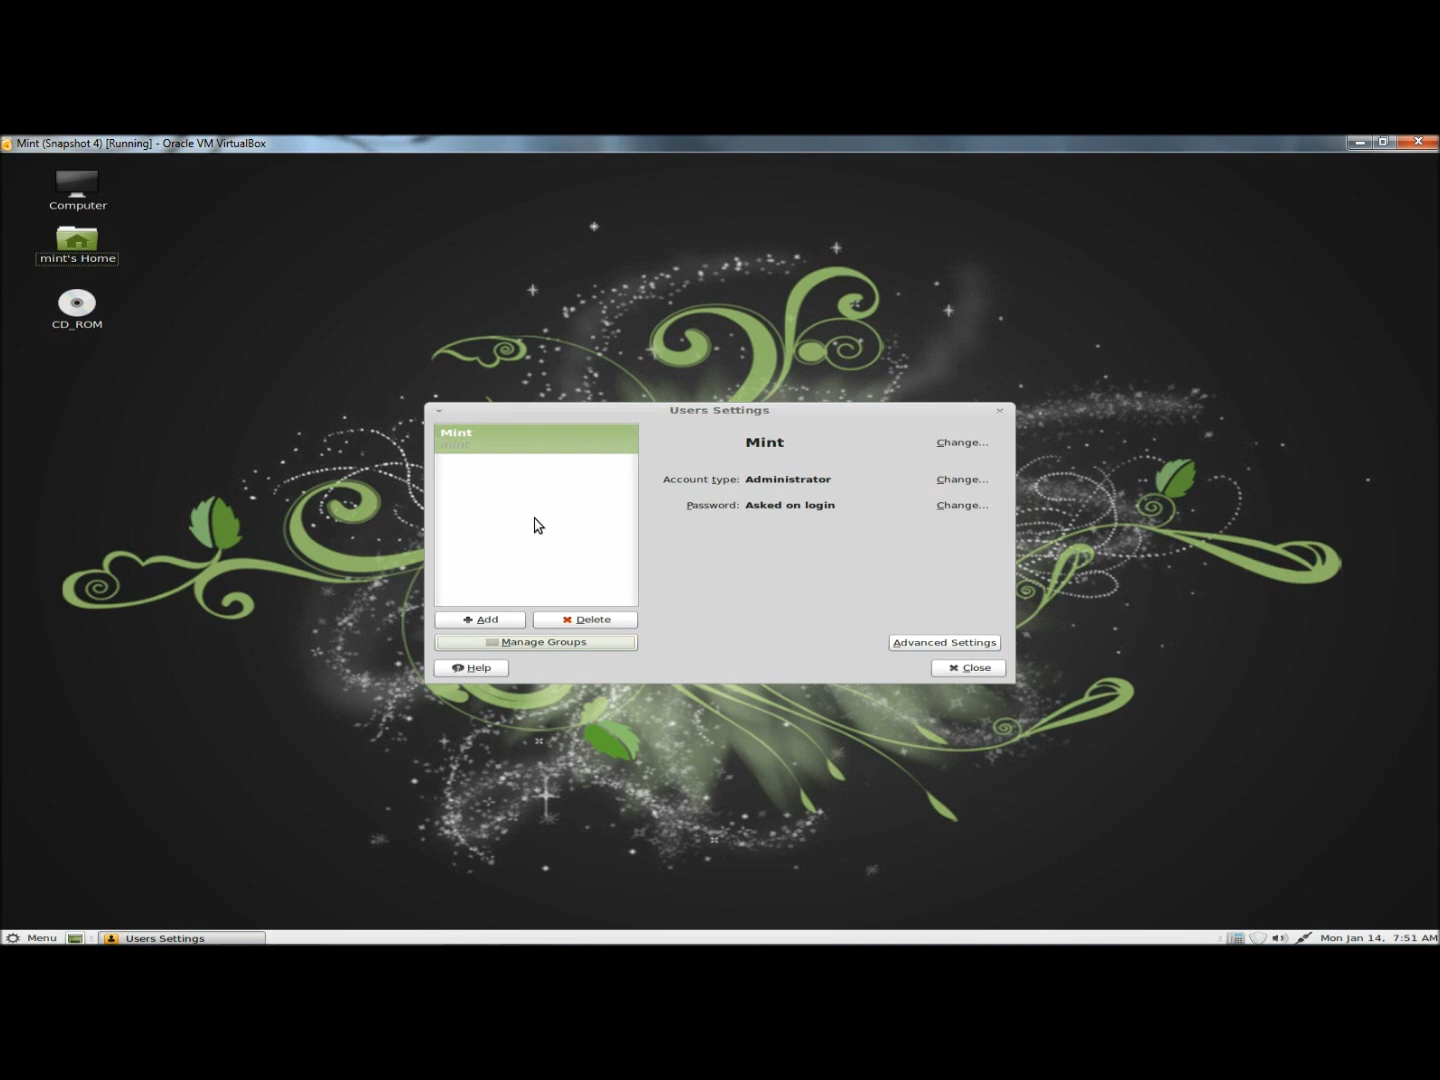 Mint (Snapshot 4) [Running] - Oracle VM VirtualBox
Computer
mint's Home
CD_ROM
Users Settings
Mint
mint
Mint
Change...
Account type: Administrator
Change...
Password: Asked on login
Change...
Add
Delete
Manage Groups
Advanced Settings
Help
Close
Menu
Users Settings
Mon Jan 14, 7:51 AM